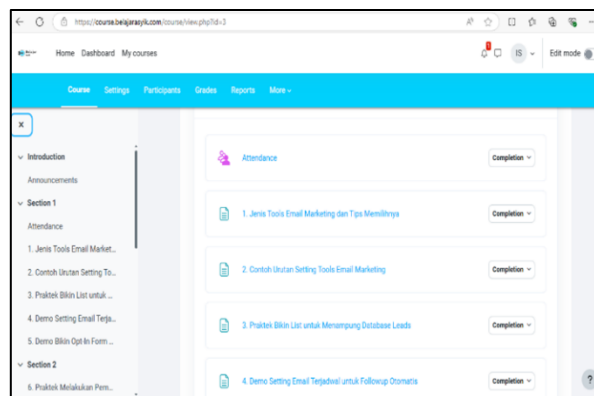 https://course.belajarasyik.com/course/view.php?id=3
Home Dashboard My courses
IS
Edit mode
Course Settings Participants Grades Reports More
x
Introduction
Announcements
Section 1
Attendance
1. Jenis Tools Email Market...
2. Contoh Urutan Setting To...
3. Praktek Bikin List untuk ...
4. Demo Setting Email Terja...
5. Demo Bikin Opt-In Form ...
Section 2
6. Praktek Melakukan Pem...
Attendance
Completion
1. Jenis Tools Email Marketing dan Tips Memilihnya
Completion
2. Contoh Urutan Setting Tools Email Marketing
Completion
3. Praktek Bikin List untuk Menampung Database Leads
Completion
4. Demo Setting Email Terjadwal untuk Followup Otomatis
Completion
?